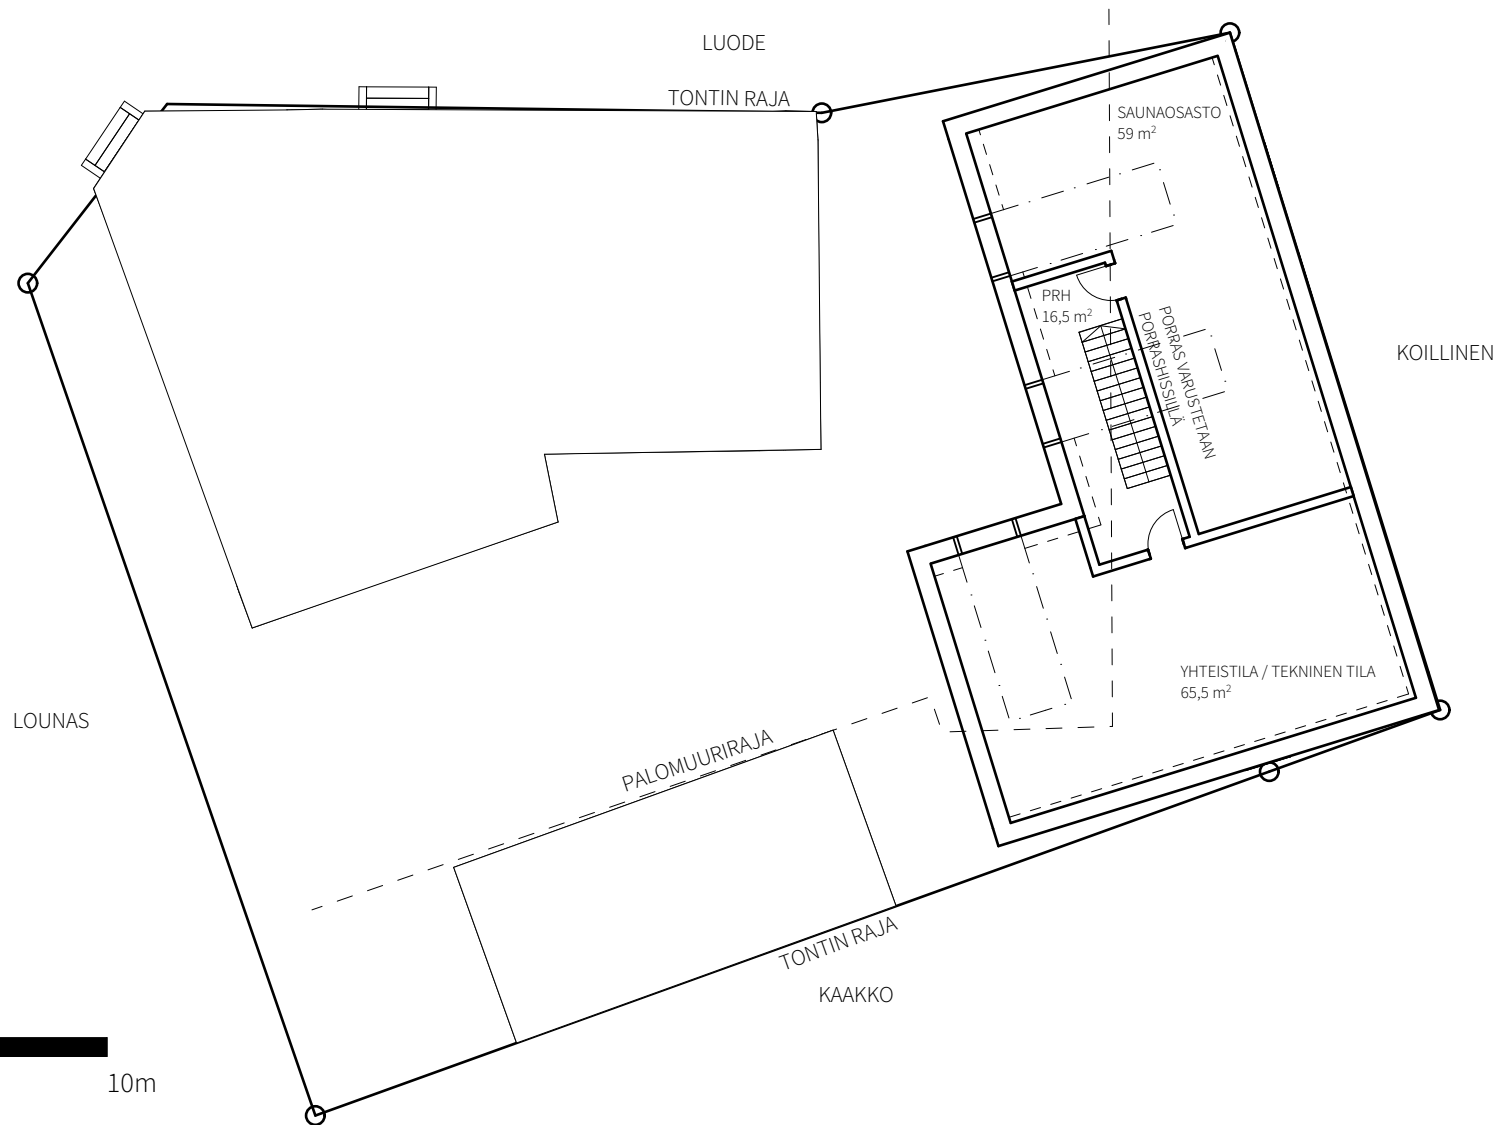 LUODE
TONTIN RAJA
SAUNAOSASTO
59 m²
PRH
16,5 m²
PORRAS VARUSTETAAN
PORRASHISSILLÄ
KOILLINEN
YHTEISTILA / TEKNINEN TILA
65,5 m²
LOUNAS
PALOMUURIRAJA
TONTIN RAJA
KAAKKO
10m